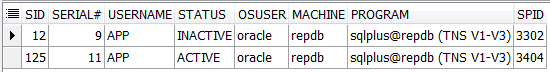 SID SERIAL# USERNAME STATUS OSUSER MACHINE PROGRAM SPID
12 9 APP INACTIVE oracle repdb sqlplus@repdb (TNS V1-V3) 3302
125 11 APP ACTIVE oracle repdb sqlplus@repdb (TNS V1-V3) 3404